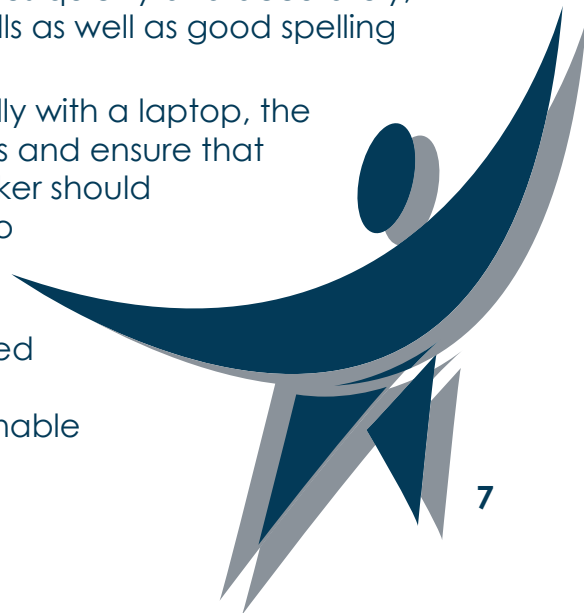 lls as well as good spelling
lly with a laptop, the
s and ensure that
ker should
o
ed
nable
7